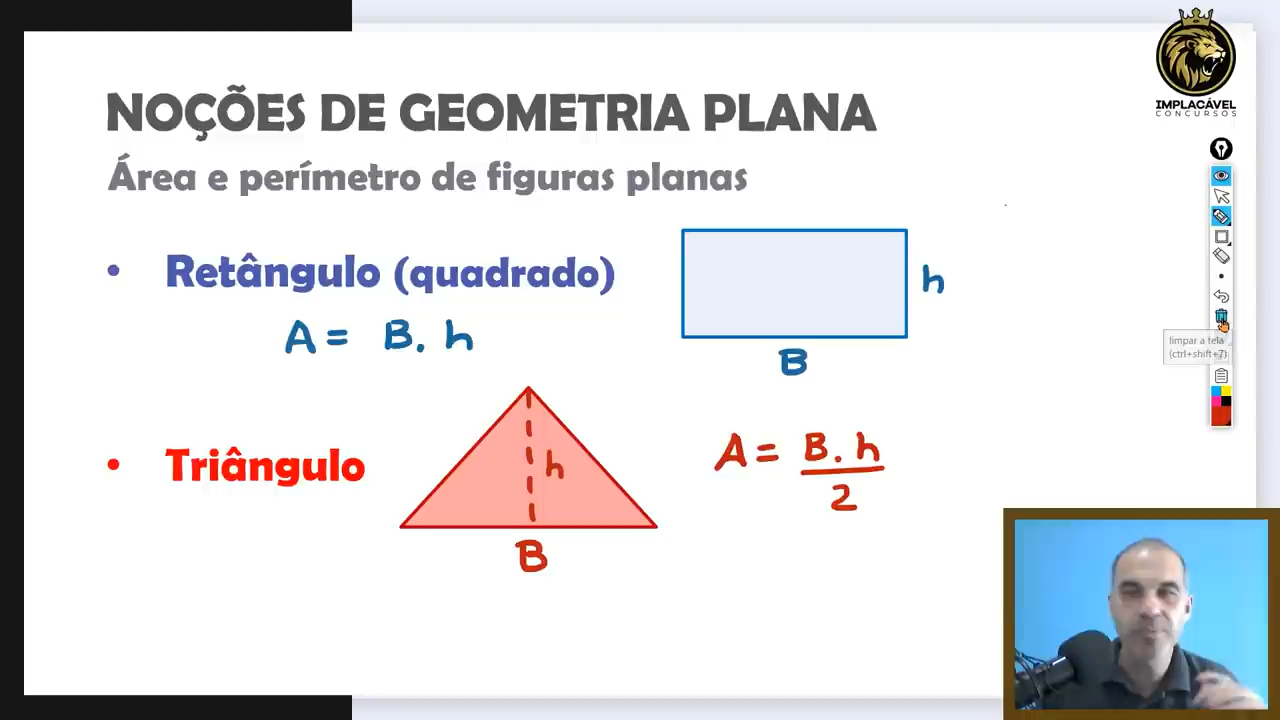 IMPLACÁVEL
CONCURSOS
NOÇÕES DE GEOMETRIA PLANA
Área e perímetro de figuras planas
• Retângulo (quadrado)
h
A = B. h
B
limpar a tela
(ctrl+shift+7)
• Triângulo
h
A = B . h
2
B